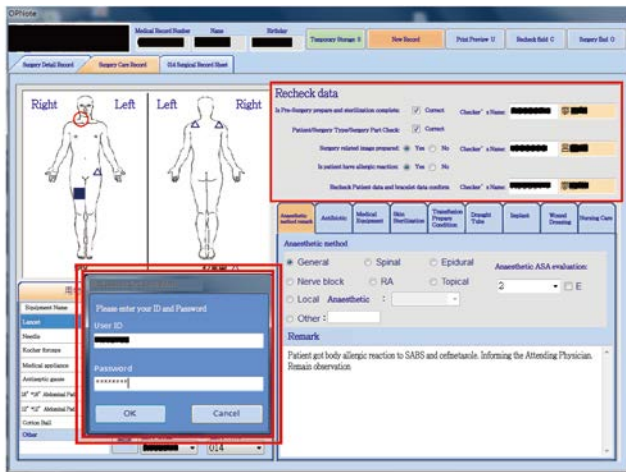 OPNote
Medical Record Number Name Birthday
Temporary Storage S New Record Print Preview U Recheck field C Surgery End O
Surgery Detail Record Surgery Care Record Old Surgical Record Sheet
Right Left Left Right
Recheck data
Is Pre-Surgery prepare and sterilization complete: Correct Checker's Name:
Patient/Surgery Type/Surgery Part Check: Correct
Surgery related image prepared: Yes No Checker's Name:
Is patient have allergic reaction: Yes No
Recheck Patient data and bracelet data conform Checker's Name:
Anaesthetic method remark Antibiotic Medical Equipment Skin Sterilization Transfusion Prepare Condition Draught Tube Implant Wound Dressing Nursing Care
Anaesthetic method
General Spinal Epidural Anaesthetic ASA evaluation:
Nerve block RA Topical 2 E
Local Anaesthetic :
Other :
Remark
Patient got body allergic reaction to SABS and cefmetazole. Informing the Attending Physician.
Remain observation
Equipment Name
Lancet
Needle
Kocher forceps
Medical appliance
Antiseptic gauze
Cotton Ball
Other
Please enter your ID and Password
User ID
Password
********
OK Cancel
014